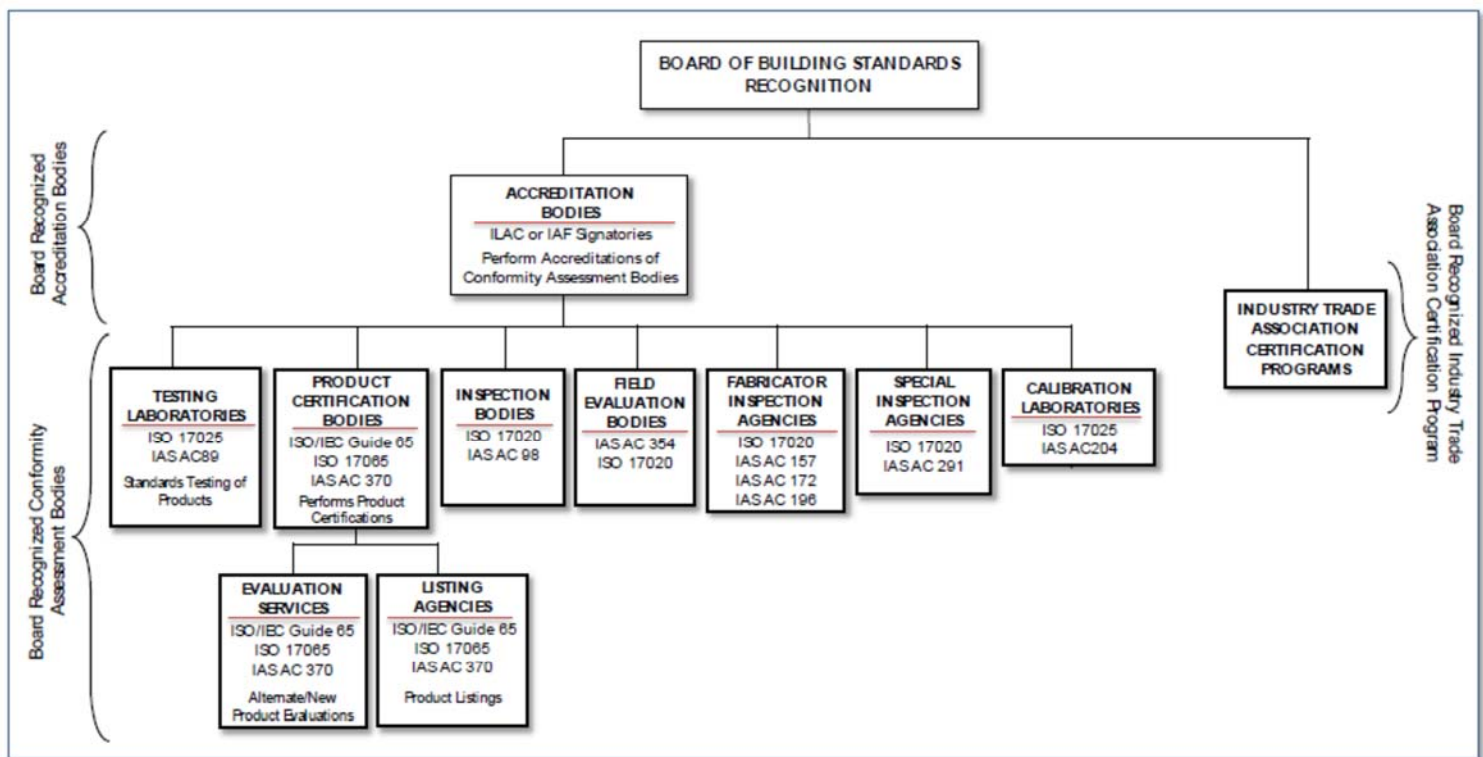 BOARD OF BUILDING STANDARDS
RECOGNITION
Board Recognized
Accreditation Bodies
ACCREDITATION
BODIES
ILAC or IAF Signatories
Perform Accreditations of
Conformity Assessment Bodies
Board Recognized Industry Trade
Association Certification Program
INDUSTRY TRADE
ASSOCIATION
CERTIFICATION
PROGRAMS
Board Recognized Conformity
Assessment Bodies
TESTING
LABORATORIES
ISO 17025
IAS AC89
Standards Testing of
Products
PRODUCT
CERTIFICATION
BODIES
ISO/IEC Guide 65
ISO 17065
IAS AC 370
Performs Product
Certifications
INSPECTION
BODIES
ISO 17020
IAS AC 98
FIELD
EVALUATION
BODIES
IAS AC 354
ISO 17020
FABRICATOR
INSPECTION
AGENCIES
ISO 17020
IAS AC 157
IAS AC 172
IAS AC 196
SPECIAL
INSPECTION
AGENCIES
ISO 17020
IAS AC 291
CALIBRATION
LABORATORIES
ISO 17025
IAS AC204
EVALUATION
SERVICES
ISO/IEC Guide 65
ISO 17065
IAS AC 370
Alternate/New
Product Evaluations
LISTING
AGENCIES
ISO/IEC Guide 65
ISO 17065
IAS AC 370
Product Listings